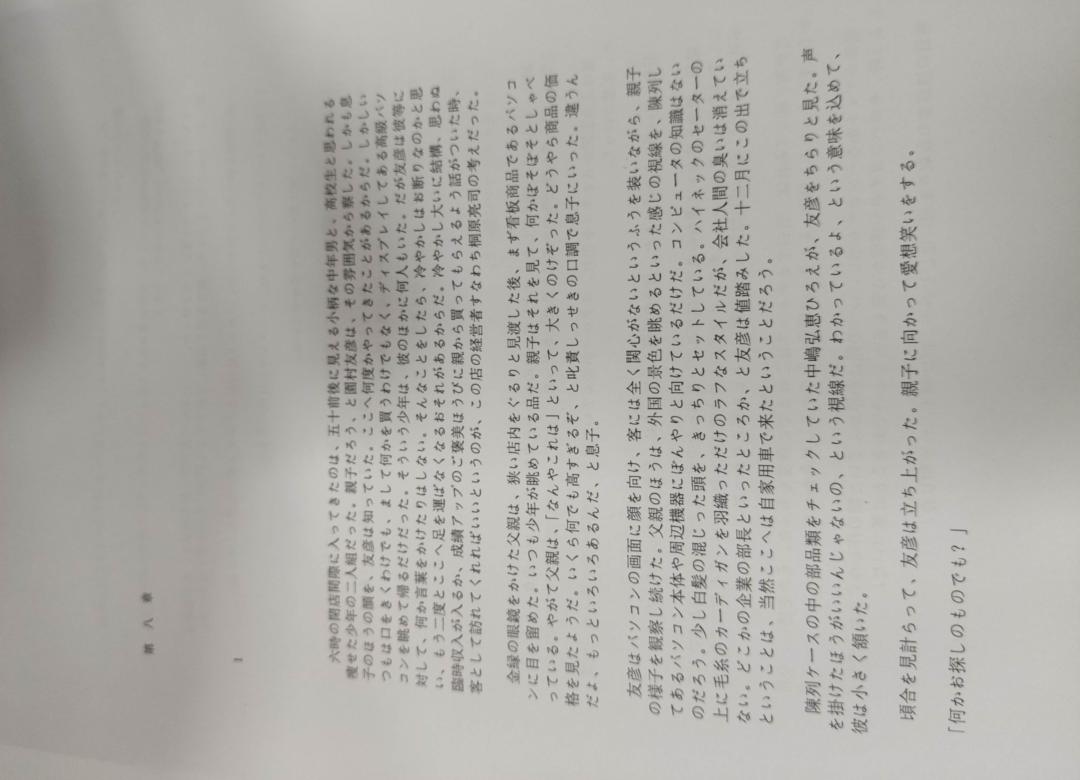 第八章
1
六時の閉店間際に入ってきたのは、五十前後に見える小柄な中年男と、高校生と思われる
痩せた少年の二人組だった。親子だろう、と園村友彦は、その雰囲気から察した。しかも息
子のほうの顔を、友彦は知っていた。ここへ何度かやってきたことがあるからだ。しかしい
つもは口をきくわけでも、まして何かを買うわけでもなく、ディスプレイしてある高級パソ
コンを眺めて帰るだけだった。そういう少年は、彼のほかに何人もいた。だが友彦は彼等に
対して、何か言葉をかけたりはしない。そんなことをしたら、冷やかしはお断りなのかと思
い、もう二度とここへ足を運ばなくなるおそれがあるからだ。冷やかし大いに結構、思わぬ
臨時収入が入るか、成績アップのご褒美ほうびに親から買ってもらえるよう話がついた時、
客として訪れてくれればいいというのが、この店の経営者すなわち桐原亮司の考えだった。
金縁の眼鏡をかけた父親は、狭い店内をぐるりと見渡した後、まず看板商品であるパソコ
ンに目を留めた。いつも少年が眺めている品だ。親子はそれを見て、何かぼそぼそとしゃべ
っている。やがて父親は、「なんやこれは」といって、大きくのけぞった。どうやら商品の価
格を見たようだ。いくら何でも高すぎるぞ、と叱責しっせきの口調で息子にいった。違うん
だよ、もっといろいろあるんだ、と息子。
友彦はパソコンの画面に顔を向け、客には全く関心がないというふうを装いながら、親子
の様子を観察し続けた。父親のほうは、外国の景色を眺めるといった感じの視線を、陳列し
てあるパソコン本体や周辺機器にぼんやりと向けているだけだ。コンピュータの知識はない
のだろう。少し白髪の混じった頭を、きっちりとセットしている。ハイネックのセーターの
上に毛糸のカーディガンを羽織っただけのラフなスタイルだが、会社人間の臭いは消えてい
ない。どこかの企業の部長といったところか、と友彦は値踏みした。十二月にこの出で立ち
ということは、当然ここへは自家用車で来たということだろう。
陳列ケースの中の部品類をチェックしていた中嶋弘恵ひろえが、友彦をちらりと見た。声
を掛けたほうがいいんじゃないの、という視線だ。わかっているよ、という意味を込めて、
彼は小さく頷いた。
頃合を見計らって、友彦は立ち上がった。親子に向かって愛想笑いをする。
「何かお探しのものでも?」